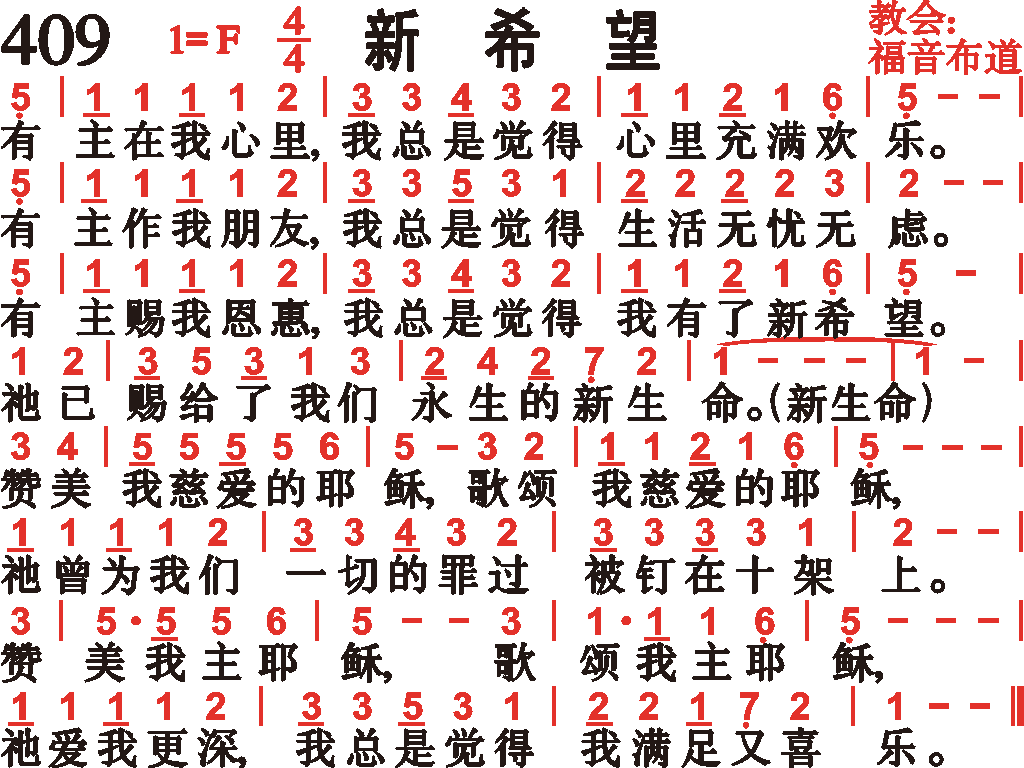 409 1=F 4/4 新希望 教会:
福音布道
5 | 1 1 1 1 2 | 3 3 4 3 2 | 1 1 2 1 6 | 5 - - |
有 主在我心里, 我总是觉得 心里充满欢 乐。
5 | 1 1 1 1 2 | 3 3 5 3 1 | 2 2 2 2 3 | 2 - - |
有 主作我朋友, 我总是觉得 生活无忧无 虑。
5 | 1 1 1 1 2 | 3 3 3 3 2 | 1 1 2 1 6 | 5 - |
有 主赐我恩惠, 我总是觉得 我有了新希 望。
1 2 | 3 5 3 1 3 | 2 4 2 7 2 | 1 - - - | 1 - |
祂已 赐给了我们 永生的新生 命。(新生命)
3 4 | 5 5 5 5 6 | 5 - 3 2 | 1 1 2 1 6 | 5 - - - |
赞美 我慈爱的耶 稣, 歌颂 我慈爱的耶 稣,
1 1 1 1 2 | 3 3 4 3 2 | 3 3 3 3 1 | 2 - - |
祂曾为我们 一切的罪过 被钉在十架 上。
3 | 5 · 5 5 6 | 5 - - 3 | 1 · 1 1 6 | 5 - - - |
赞 美我主耶 稣, 歌 颂我主耶 稣,
1 1 1 1 2 | 3 3 5 3 1 | 2 2 1 7 2 | 1 - - ‖
祂爱我更深, 我总是觉得 我满足又喜 乐。